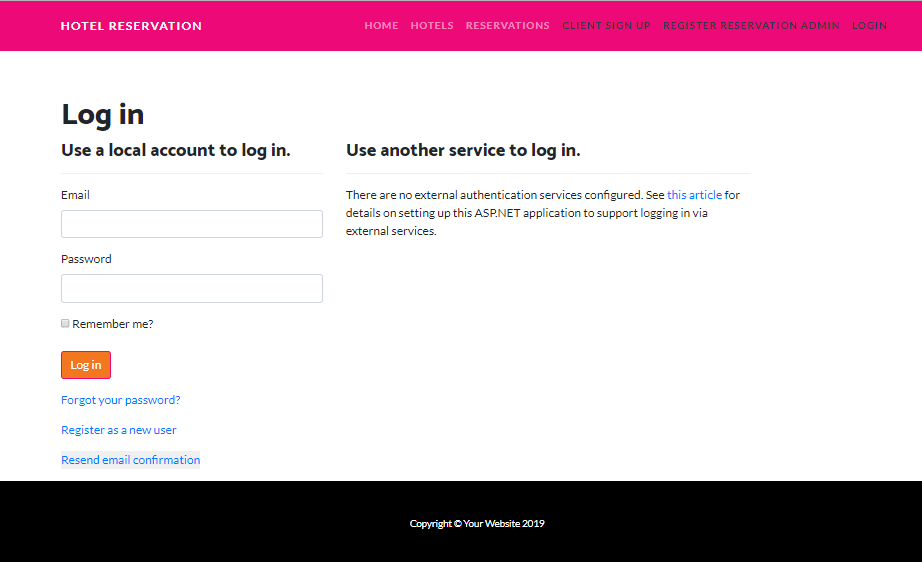 HOTEL RESERVATION
HOME HOTELS RESERVATIONS CLIENT SIGN UP REGISTER RESERVATION ADMIN LOGIN
Log in
Use a local account to log in.
Email
Password
Remember me?
Log in
Forgot your password?
Register as a new user
Resend email confirmation
Use another service to log in.
There are no external authentication services configured. See this article for
details on setting up this ASP.NET application to support logging in via
external services.
Copyright © Your Website 2019